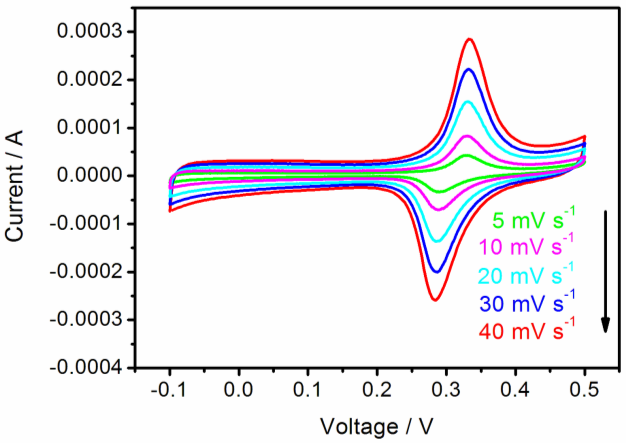 0.0003
0.0002
0.0001
0.0000
-0.0001
-0.0002
-0.0003
-0.0004
Current / A
5 mV s⁻¹
10 mV s⁻¹
20 mV s⁻¹
30 mV s⁻¹
40 mV s⁻¹
-0.1 0.0 0.1 0.2 0.3 0.4 0.5
Voltage / V